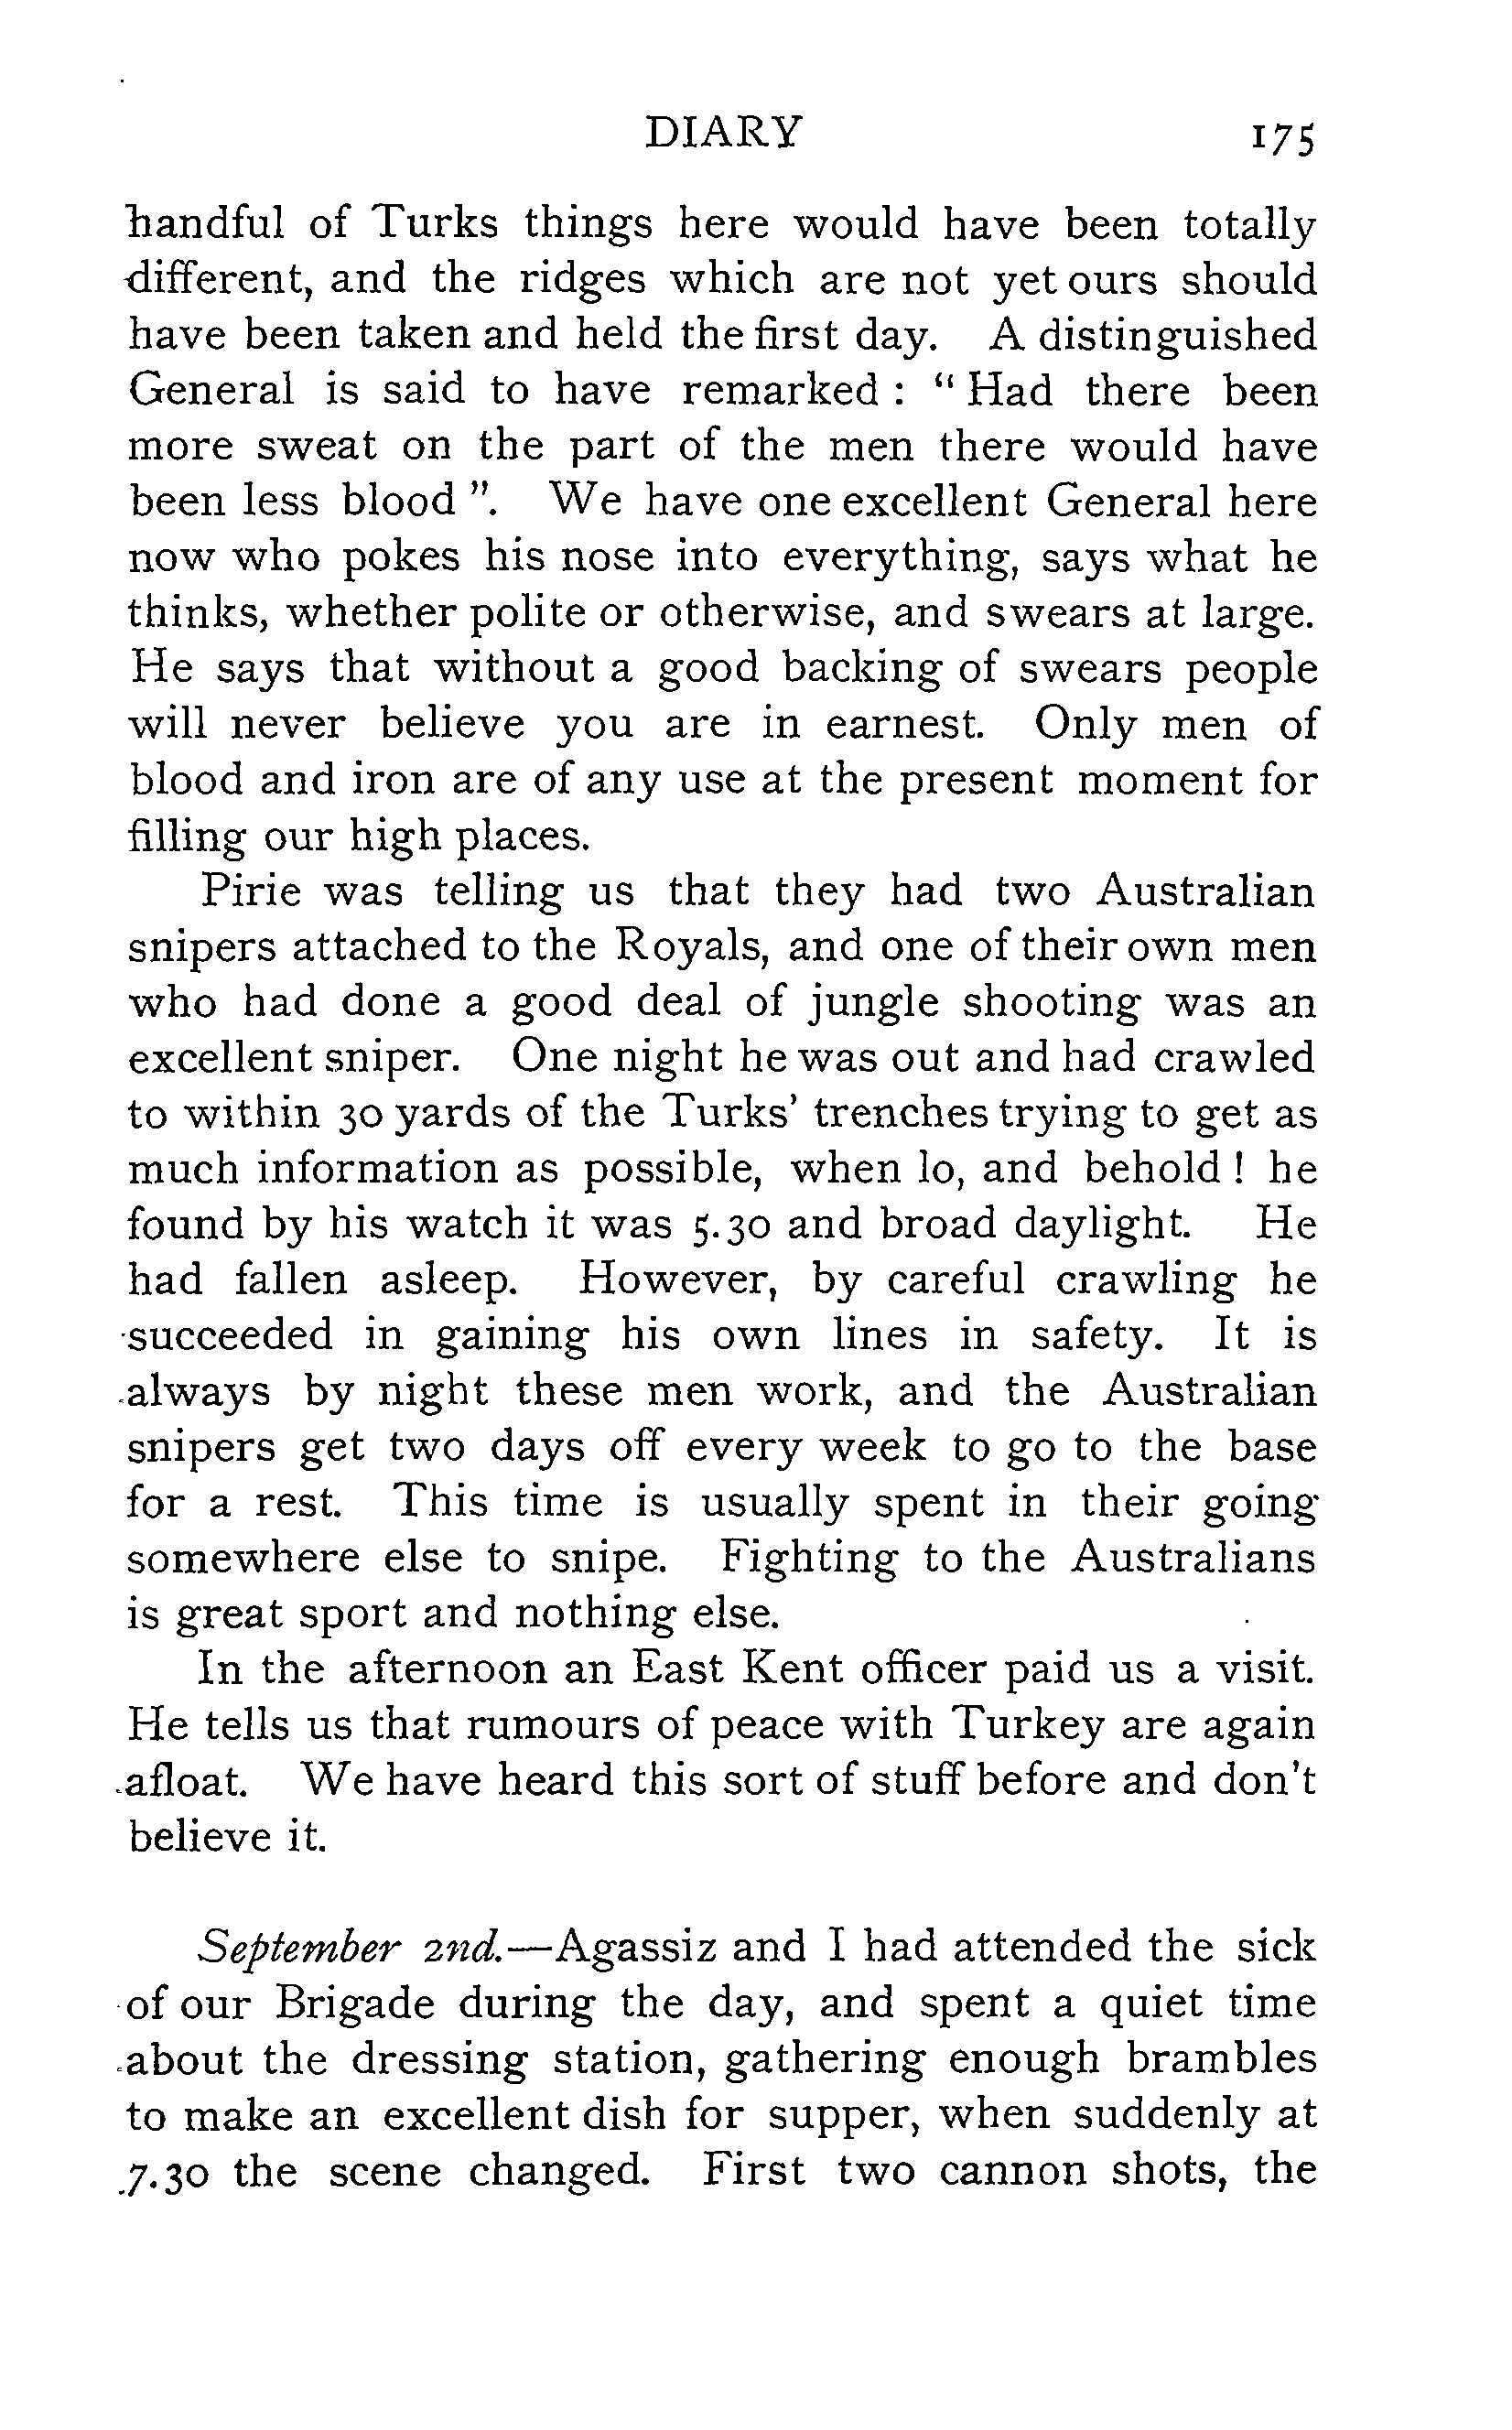 DIARY 175
handful of Turks things here would have been totally
different, and the ridges which are not yet ours should
have been taken and held the first day. A distinguished
General is said to have remarked : “ Had there been
more sweat on the part of the men there would have
been less blood ”. We have one excellent General here
now who pokes his nose into everything, says what he
thinks, whether polite or otherwise, and swears at large.
He says that without a good backing of swears people
will never believe you are in earnest. Only men of
blood and iron are of any use at the present moment for
filling our high places.
Pirie was telling us that they had two Australian
snipers attached to the Royals, and one of their own men
who had done a good deal of jungle shooting was an
excellent sniper. One night he was out and had crawled
to within 30 yards of the Turks’ trenches trying to get as
much information as possible, when lo, and behold ! he
found by his watch it was 5.30 and broad daylight. He
had fallen asleep. However, by careful crawling he
succeeded in gaining his own lines in safety. It is
always by night these men work, and the Australian
snipers get two days off every week to go to the base
for a rest. This time is usually spent in their going
somewhere else to snipe. Fighting to the Australians
is great sport and nothing else.
In the afternoon an East Kent officer paid us a visit.
He tells us that rumours of peace with Turkey are again
afloat. We have heard this sort of stuff before and don’t
believe it.
September 2nd.—Agassiz and I had attended the sick
of our Brigade during the day, and spent a quiet time
about the dressing station, gathering enough brambles
to make an excellent dish for supper, when suddenly at
7.30 the scene changed. First two cannon shots, the